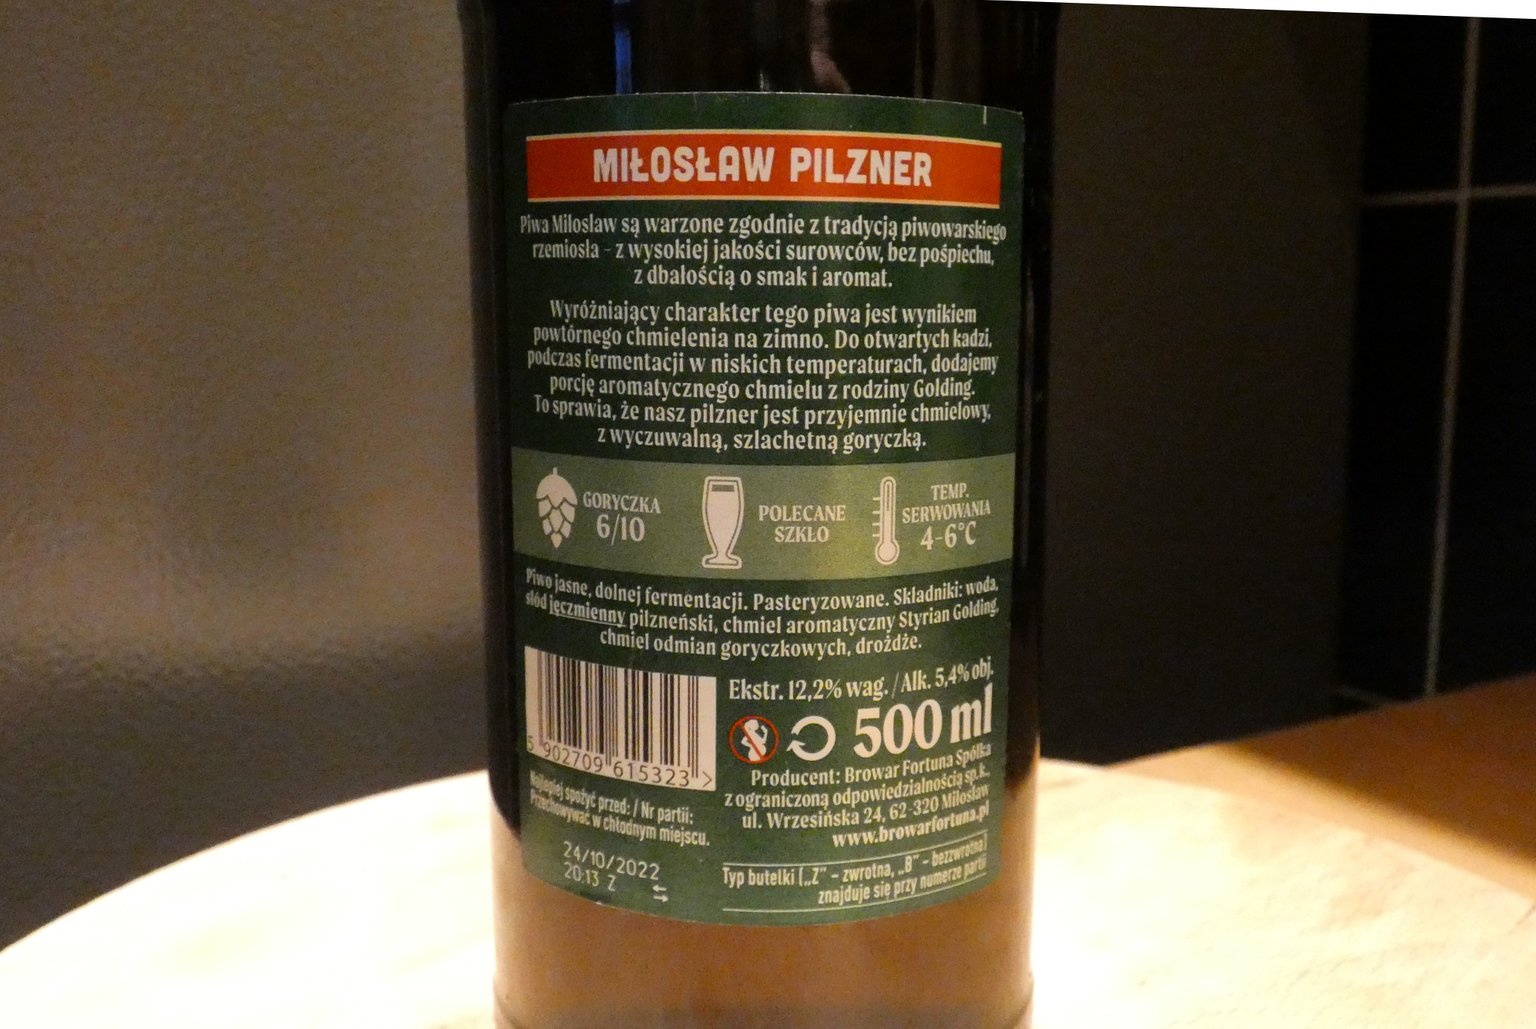 MIŁOSŁAW PILZNER
Piwa Miłosław są warzone zgodnie z tradycją piwowarskiego
rzemiosła - z wysokiej jakości surowców, bez pośpiechu,
z dbałością o smak i aromat.
Wyróżniający charakter tego piwa jest wynikiem
powtórnego chmielenia na zimno. Do otwartych kadzi,
podczas fermentacji w niskich temperaturach, dodajemy
porcję aromatycznego chmielu z rodziny Golding.
To sprawia, że nasz pilzner jest przyjemnie chmielowy,
z wyczuwalną, szlachetną goryczką.
GORYCZKA
6/10
POLECANE
SZKŁO
TEMP.
SERWOWANIA
4-6°C
Piwo jasne, dolnej fermentacji. Pasteryzowane. Składniki: woda,
słód jęczmienny pilzneński, chmiel aromatyczny Styrian Golding,
chmiel odmian goryczkowych, drożdże.
Ekstr. 12,2% wag. / Alk. 5,4% obj.
500 ml
5 902709 615323 >
Producent: Browar Fortuna Spółka
z ograniczoną odpowiedzialnością sp.k.,
ul. Wrzesińska 24, 62-320 Miłosław
www.browarfortuna.pl
Najlepiej spożyć przed: / Nr partii:
Przechowywać w chłodnym miejscu.
24/10/2022
20:13 Z
Typ butelki („Z” - zwrotna, „B” - bezzwrotna)
znajduje się przy numerze partii